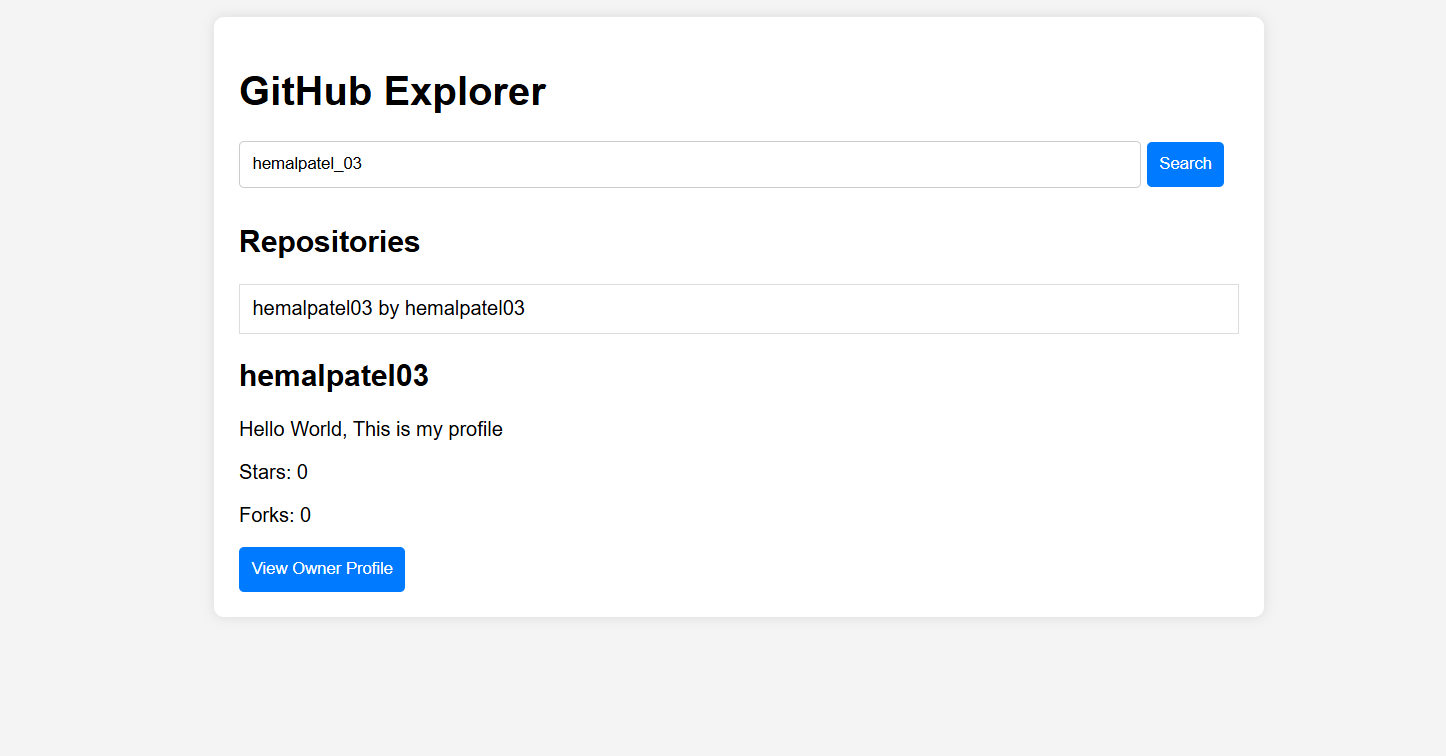 GitHub Explorer
hemalpatel_03
Search
Repositories
hemalpatel03 by hemalpatel03
hemalpatel03
Hello World, This is my profile
Stars: 0
Forks: 0
View Owner Profile